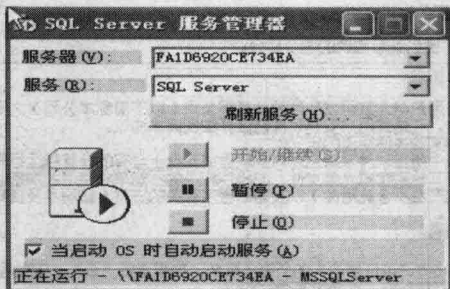 SQL Server 服务管理器
服务器(V): FA1D6920CE734EA
服务(R): SQL Server
刷新服务(H)...
开始/继续(S)
暂停(P)
停止(O)
当启动 OS 时自动启动服务(A)
正在运行 - \\FA1D6920CE734EA - MSSQLServer